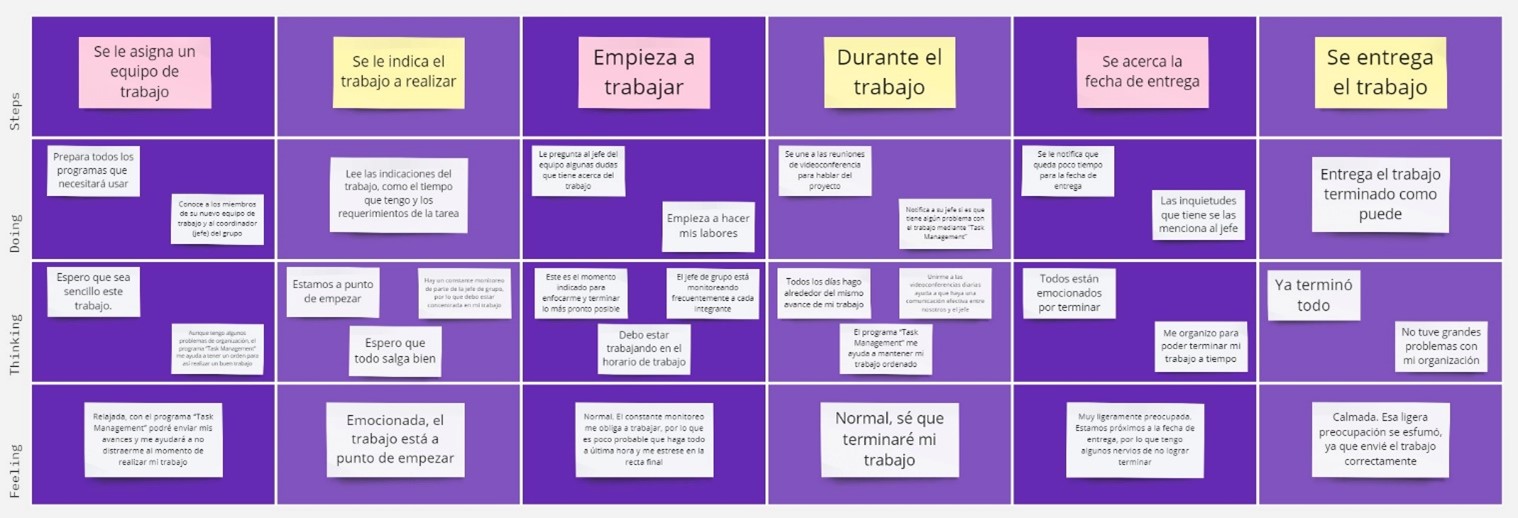 Steps
Se le asigna un
equipo de
trabajo
Se le indica el
trabajo a realizar
Empieza a
trabajar
Durante el
trabajo
Se acerca la
fecha de entrega
Se entrega
el trabajo
Doing
Prepara todos los
programas que
necesitará usar
Conoce a los miembros
de su nuevo equipo de
trabajo y al coordinador
(jefe) del grupo
Lee las indicaciones del
trabajo, como el tiempo
que tengo y los
requerimientos de la tarea
Le pregunta al jefe del
equipo algunas dudas
que tiene acerca del
trabajo
Empieza a hacer
mis labores
Se une a las reuniones
de videoconferencia
para hablar del
proyecto
Notifica a su jefe si es que
tiene algún problema con
el trabajo mediante "Task
Management"
Se le notifica que
queda poco tiempo
para la fecha de
entrega
Las inquietudes
que tiene se las
menciona al jefe
Entrega el trabajo
terminado como
puede
Thinking
Espero que sea
sencillo este
trabajo.
Aunque tengo algunos
problemas de organización, el
programa "Task Management"
me ayuda a tener un orden para
así realizar un buen trabajo
Estamos a punto
de empezar
Hay un constante monitoreo
de parte de la jefe de grupo,
por lo que debo estar
concentrada en mi trabajo
Espero que
todo salga bien
Este es el momento
indicado para
enfocarme y terminar
lo más pronto posible
El jefe de grupo está
monitoreando
frecuentemente a cada
integrante
Debo estar
trabajando en el
horario de trabajo
Todos los días hago
alrededor del mismo
avance de mi trabajo
Unirme a las
videoconferencias diarias
ayuda a que haya una
comunicación efectiva entre
nosotros y el jefe
El programa "Task
Management" me
ayuda a mantener mi
trabajo ordenado
Todos están
emocionados
por terminar
Me organizo para
poder terminar mi
trabajo a tiempo
Ya terminó
todo
No tuve grandes
problemas con
mi organización
Feeling
Relajada, con el programa "Task
Management" podré enviar mis
avances y me ayudará a no
distraerme al momento de
realizar mi trabajo
Emocionada, el
trabajo está a
punto de empezar
Normal. El constante monitoreo
me obliga a trabajar, por lo que
es poco probable que haga todo
a última hora y me estrese en la
recta final
Normal, sé que
terminaré mi
trabajo
Muy ligeramente preocupada.
Estamos próximos a la fecha de
entrega, por lo que tengo
algunos nervios de no lograr
terminar
Calmada. Esa ligera
preocupación se esfumó,
ya que envié el trabajo
correctamente